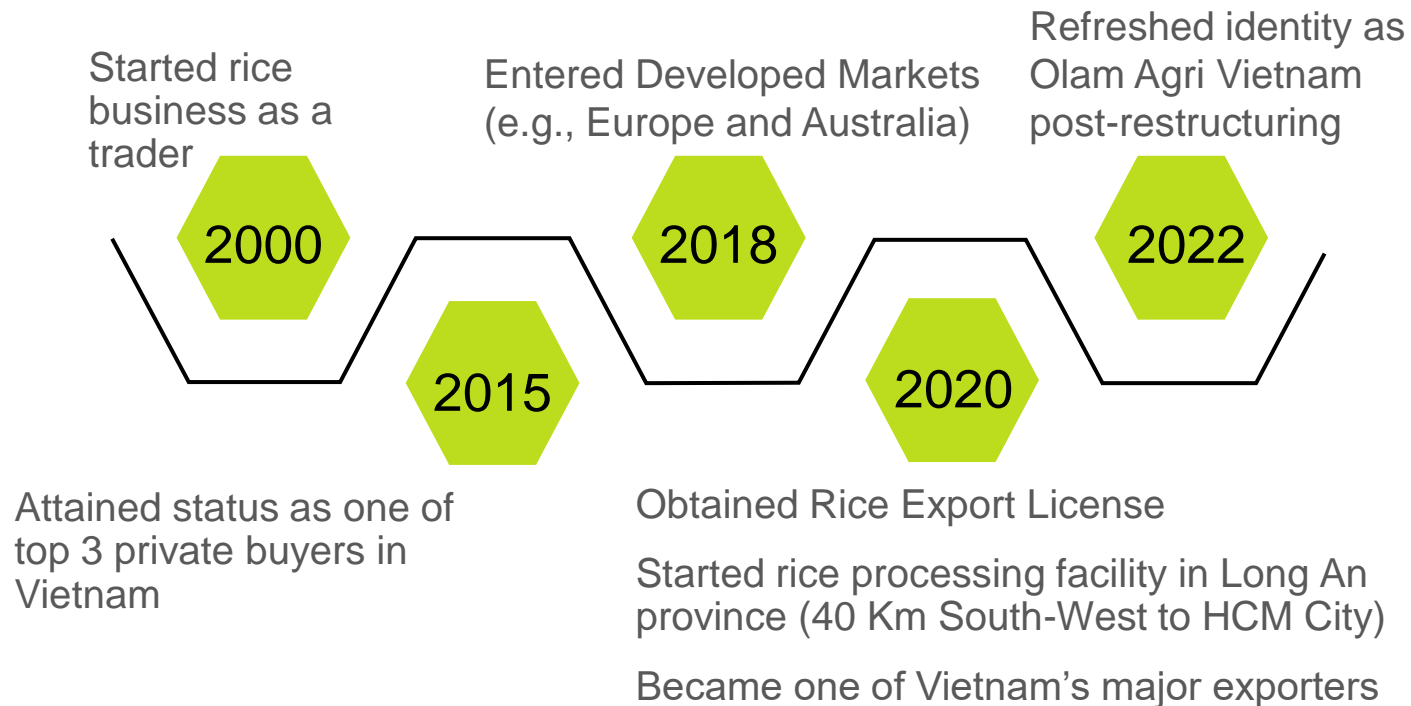 Started rice
business as a
trader
2000
Attained status as one of
top 3 private buyers in
Vietnam
2015
Entered Developed Markets
(e.g., Europe and Australia)
2018
2020
Obtained Rice Export License
Started rice processing facility in Long An
province (40 Km South-West to HCM City)
Became one of Vietnam's major exporters
Refreshed identity as
Olam Agri Vietnam
post-restructuring
2022